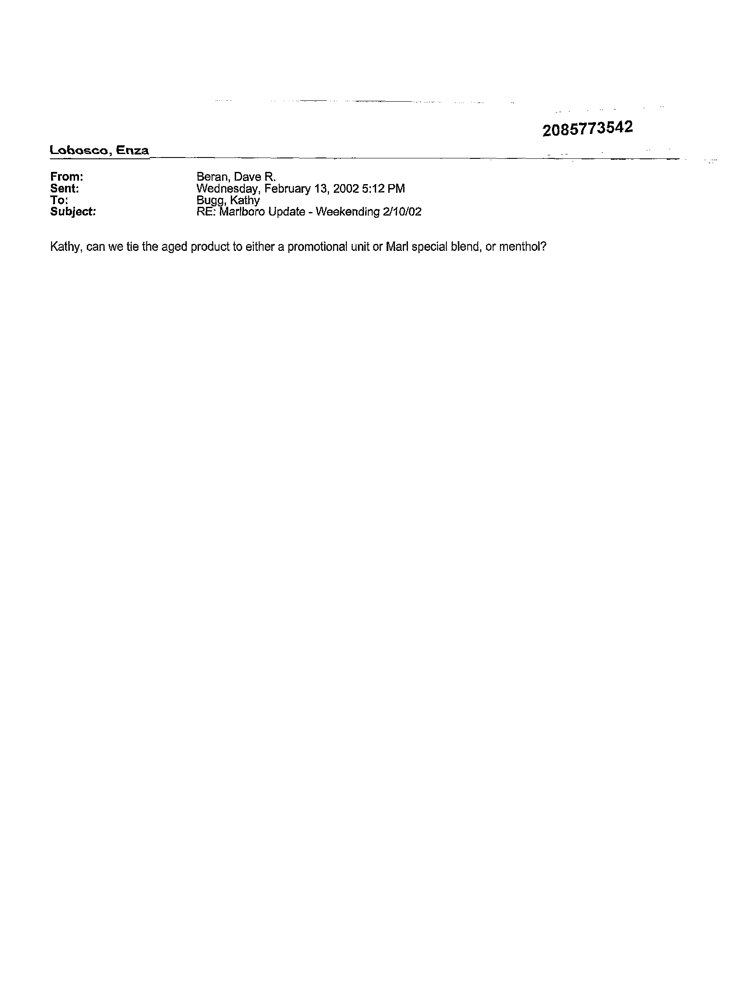 2085773542
Lobosco, Enza
From: Beran, Dave R.
Sent: Wednesday, February 13, 2002 5:12 PM
To: Bugg, Kathy
Subject: RE: Marlboro Update - Weekending 2/10/02
Kathy, can we tie the aged product to either a promotional unit or Marl special blend, or menthol?